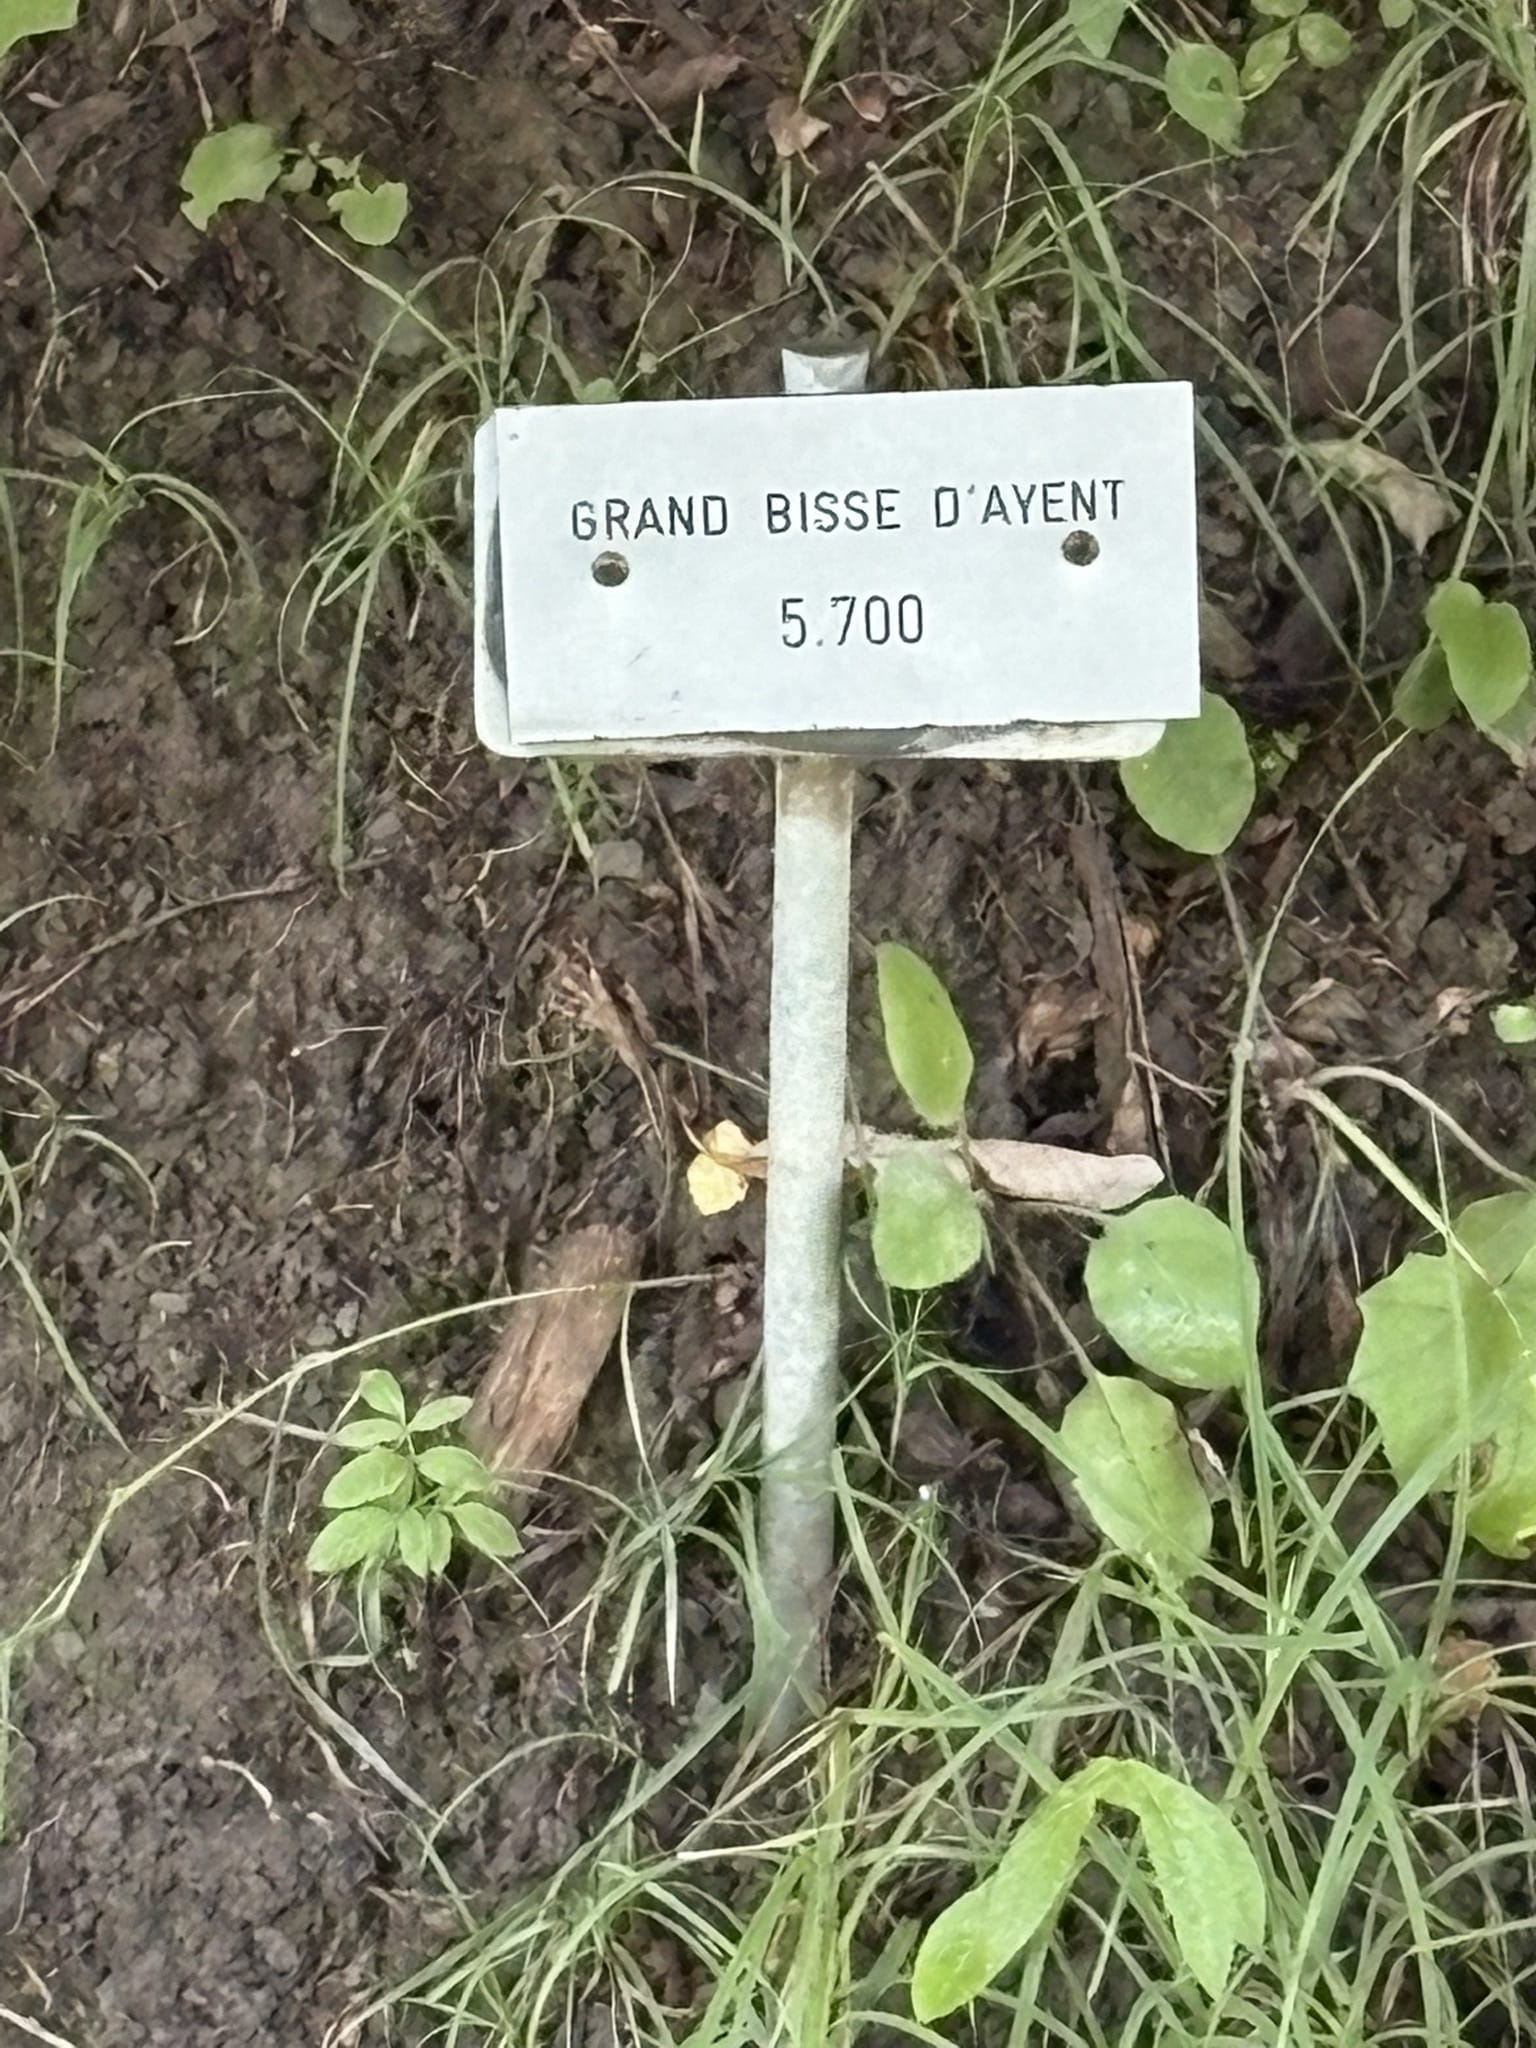 GRAND BISSE D'AYENT
5.700